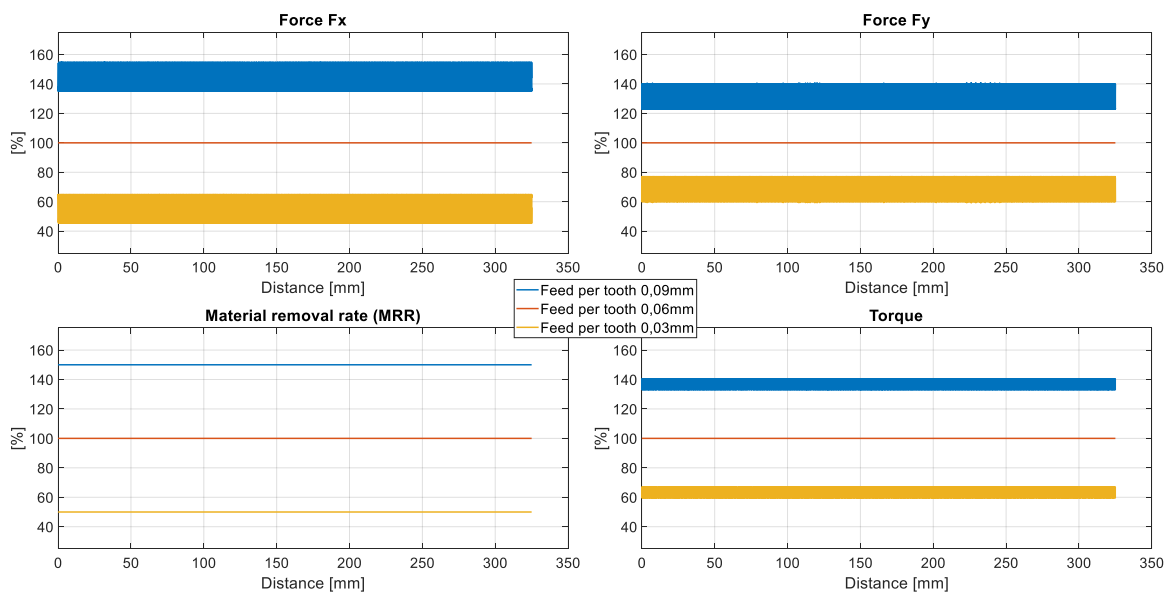 Force Fx
[%]
160
140
120
100
80
60
40
0 50 100 150 200 250 300 350
Distance [mm]
Force Fy
[%]
160
140
120
100
80
60
40
0 50 100 150 200 250 300 350
Distance [mm]
Feed per tooth 0,09mm
Feed per tooth 0,06mm
Feed per tooth 0,03mm
Material removal rate (MRR)
[%]
160
140
120
100
80
60
40
0 50 100 150 200 250 300 350
Distance [mm]
Torque
[%]
160
140
120
100
80
60
40
0 50 100 150 200 250 300 350
Distance [mm]